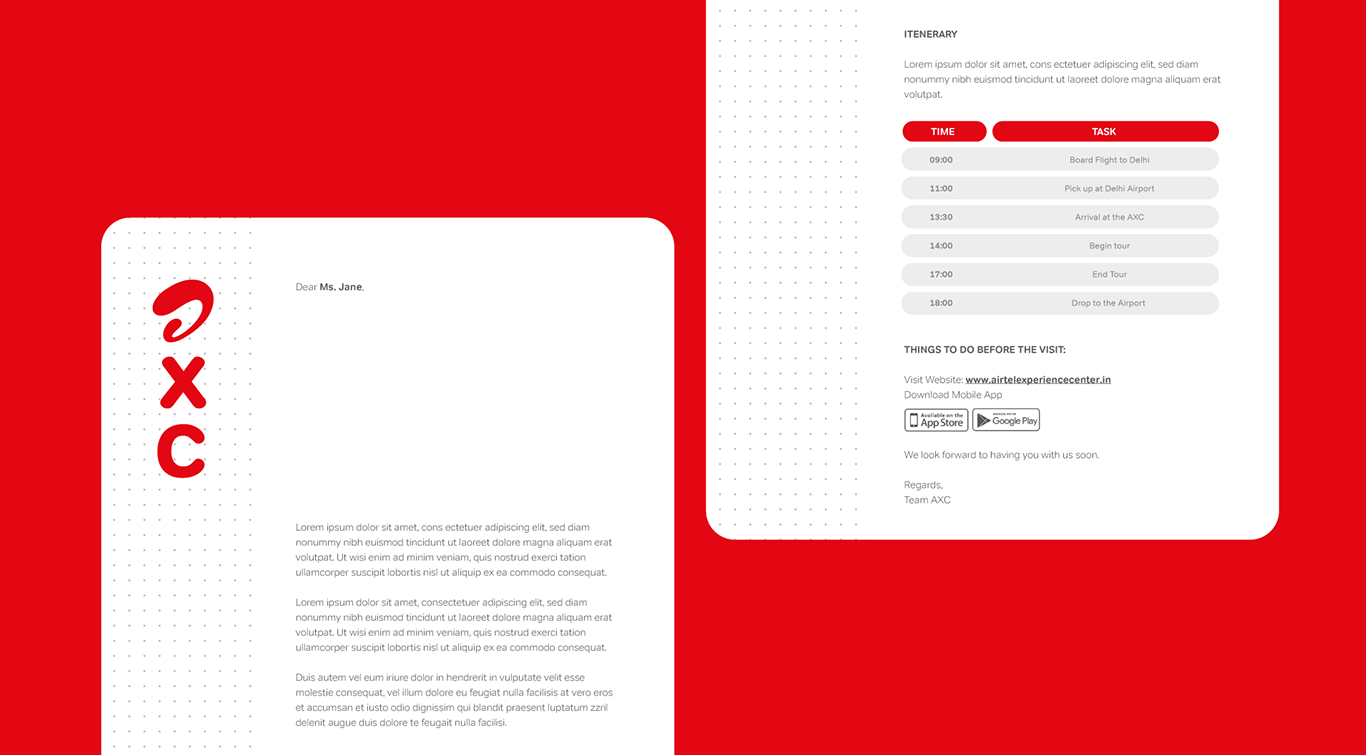 X
C
Dear Ms. Jane,
Lorem ipsum dolor sit amet, cons ectetuer adipiscing elit, sed diam
nonummy nibh euismod tincidunt ut laoreet dolore magna aliquam erat
volutpat. Ut wisi enim ad minim veniam, quis nostrud exerci tation
ullamcorper suscipit lobortis nisl ut aliquip ex ea commodo consequat.
Lorem ipsum dolor sit amet, consectetuer adipiscing elit, sed diam
nonummy nibh euismod tincidunt ut laoreet dolore magna aliquam erat
volutpat. Ut wisi enim ad minim veniam, quis nostrud exerci tation
ullamcorper suscipit lobortis nisl ut aliquip ex ea commodo consequat.
Duis autem vel eum iriure dolor in hendrerit in vulputate velit esse
molestie consequat, vel illum dolore eu feugiat nulla facilisis at vero eros
et accumsan et iusto odio dignissim qui blandit praesent luptatum zzril
delenit augue duis dolore te feugait nulla facilisi.
ITENERARY
Lorem ipsum dolor sit amet, cons ectetuer adipiscing elit, sed diam
nonummy nibh euismod tincidunt ut laoreet dolore magna aliquam erat
volutpat.
TIME TASK
09:00 Board Flight to Delhi
11:00 Pick up at Delhi Airport
13:30 Arrival at the AXC
14:00 Begin tour
17:00 End Tour
18:00 Drop to the Airport
THINGS TO DO BEFORE THE VISIT:
Visit Website: www.airtelexperiencecenter.in
Download Mobile App
Available on the
App Store
Google Play
We look forward to having you with us soon.
Regards,
Team AXC